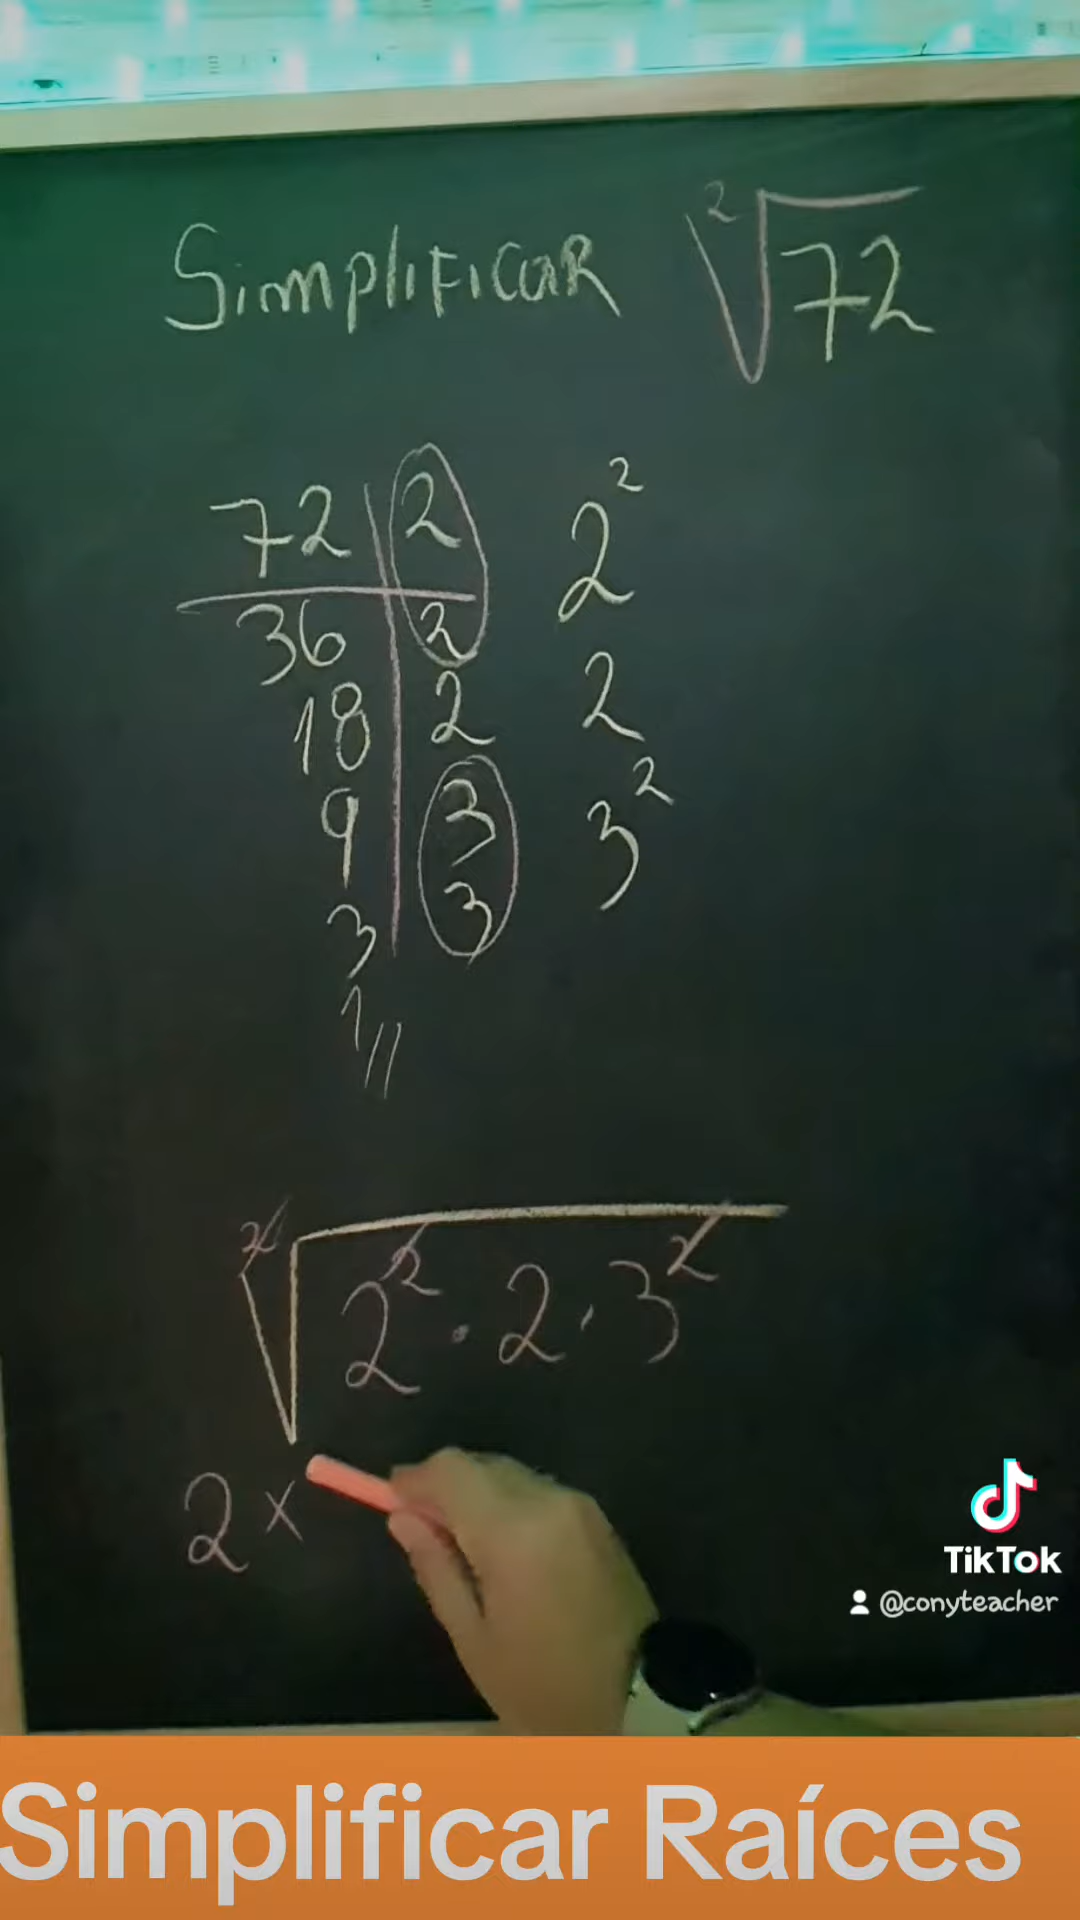 Simplificar ²√72
72 | 2 2²
36 | 2
18 | 2 2
9 | 3 3²
3 | 3
1 //
²√2² · 2 · 3²
2 ×
TikTok
@conyteacher
Simplificar Raíces